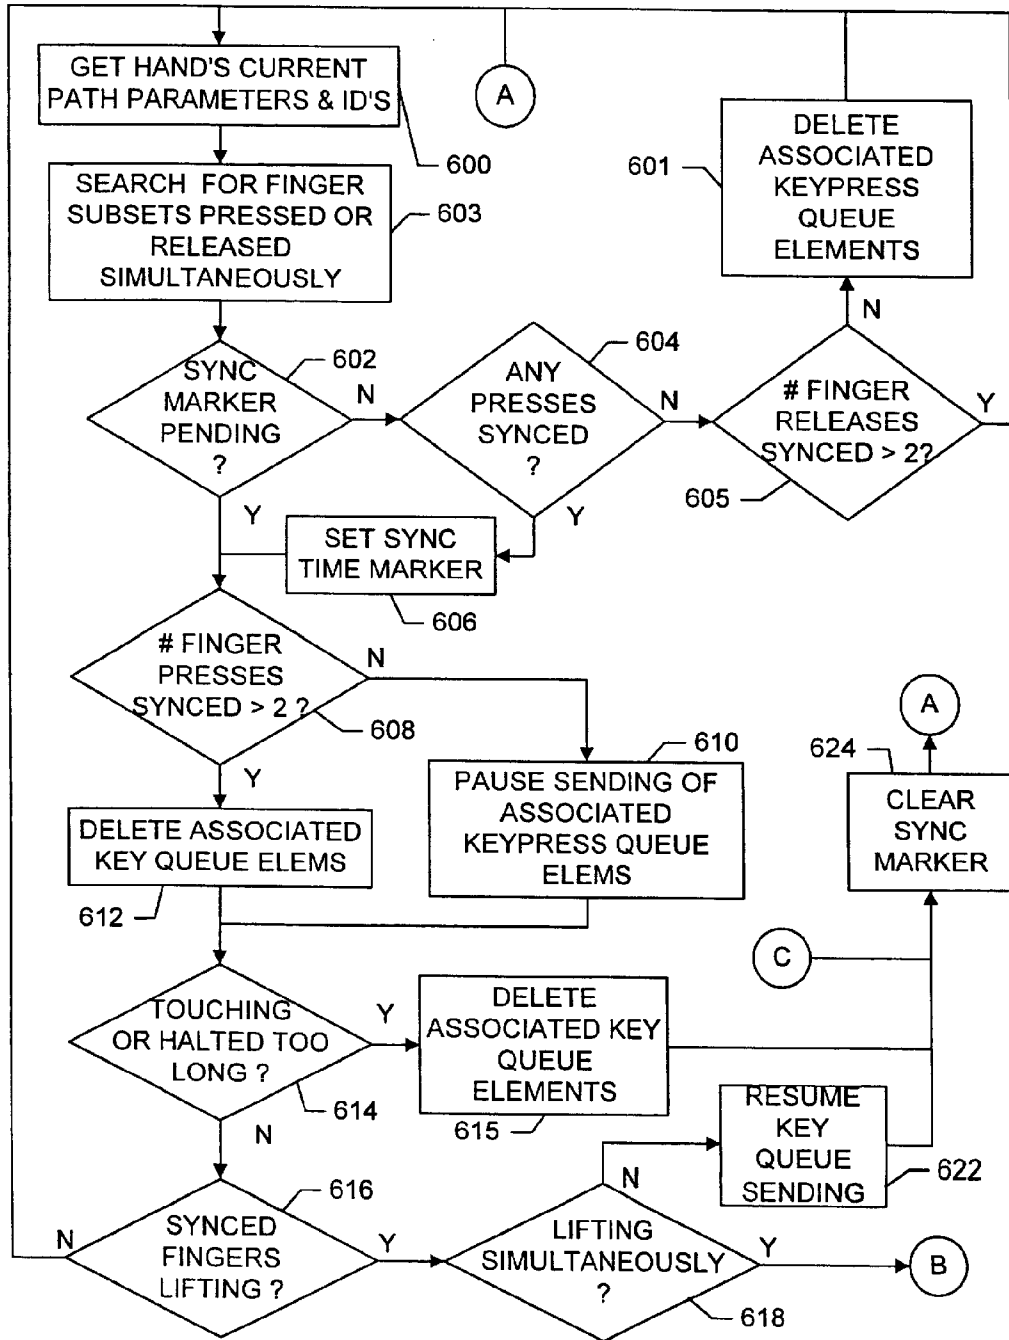 GET HAND'S CURRENT
PATH PARAMETERS & ID'S
600
A
DELETE
ASSOCIATED
KEYPRESS
QUEUE
ELEMENTS
601
SEARCH FOR FINGER
SUBSETS PRESSED OR
RELEASED
SIMULTANEOUSLY
603
SYNC
MARKER
PENDING
?
602
N
Y
ANY
PRESSES
SYNCED
?
604
N
Y
# FINGER
RELEASES
SYNCED > 2?
605
N
Y
SET SYNC
TIME MARKER
606
# FINGER
PRESSES
SYNCED > 2 ?
608
N
Y
PAUSE SENDING OF
ASSOCIATED
KEYPRESS QUEUE
ELEMS
610
DELETE ASSOCIATED
KEY QUEUE ELEMS
612
A
624
CLEAR
SYNC
MARKER
C
TOUCHING
OR HALTED TOO
LONG ?
614
Y
N
DELETE
ASSOCIATED KEY
QUEUE
ELEMENTS
615
RESUME
KEY
QUEUE
SENDING
622
SYNCED
FINGERS
LIFTING ?
616
N
Y
LIFTING
SIMULTANEOUSLY
?
618
N
Y
B